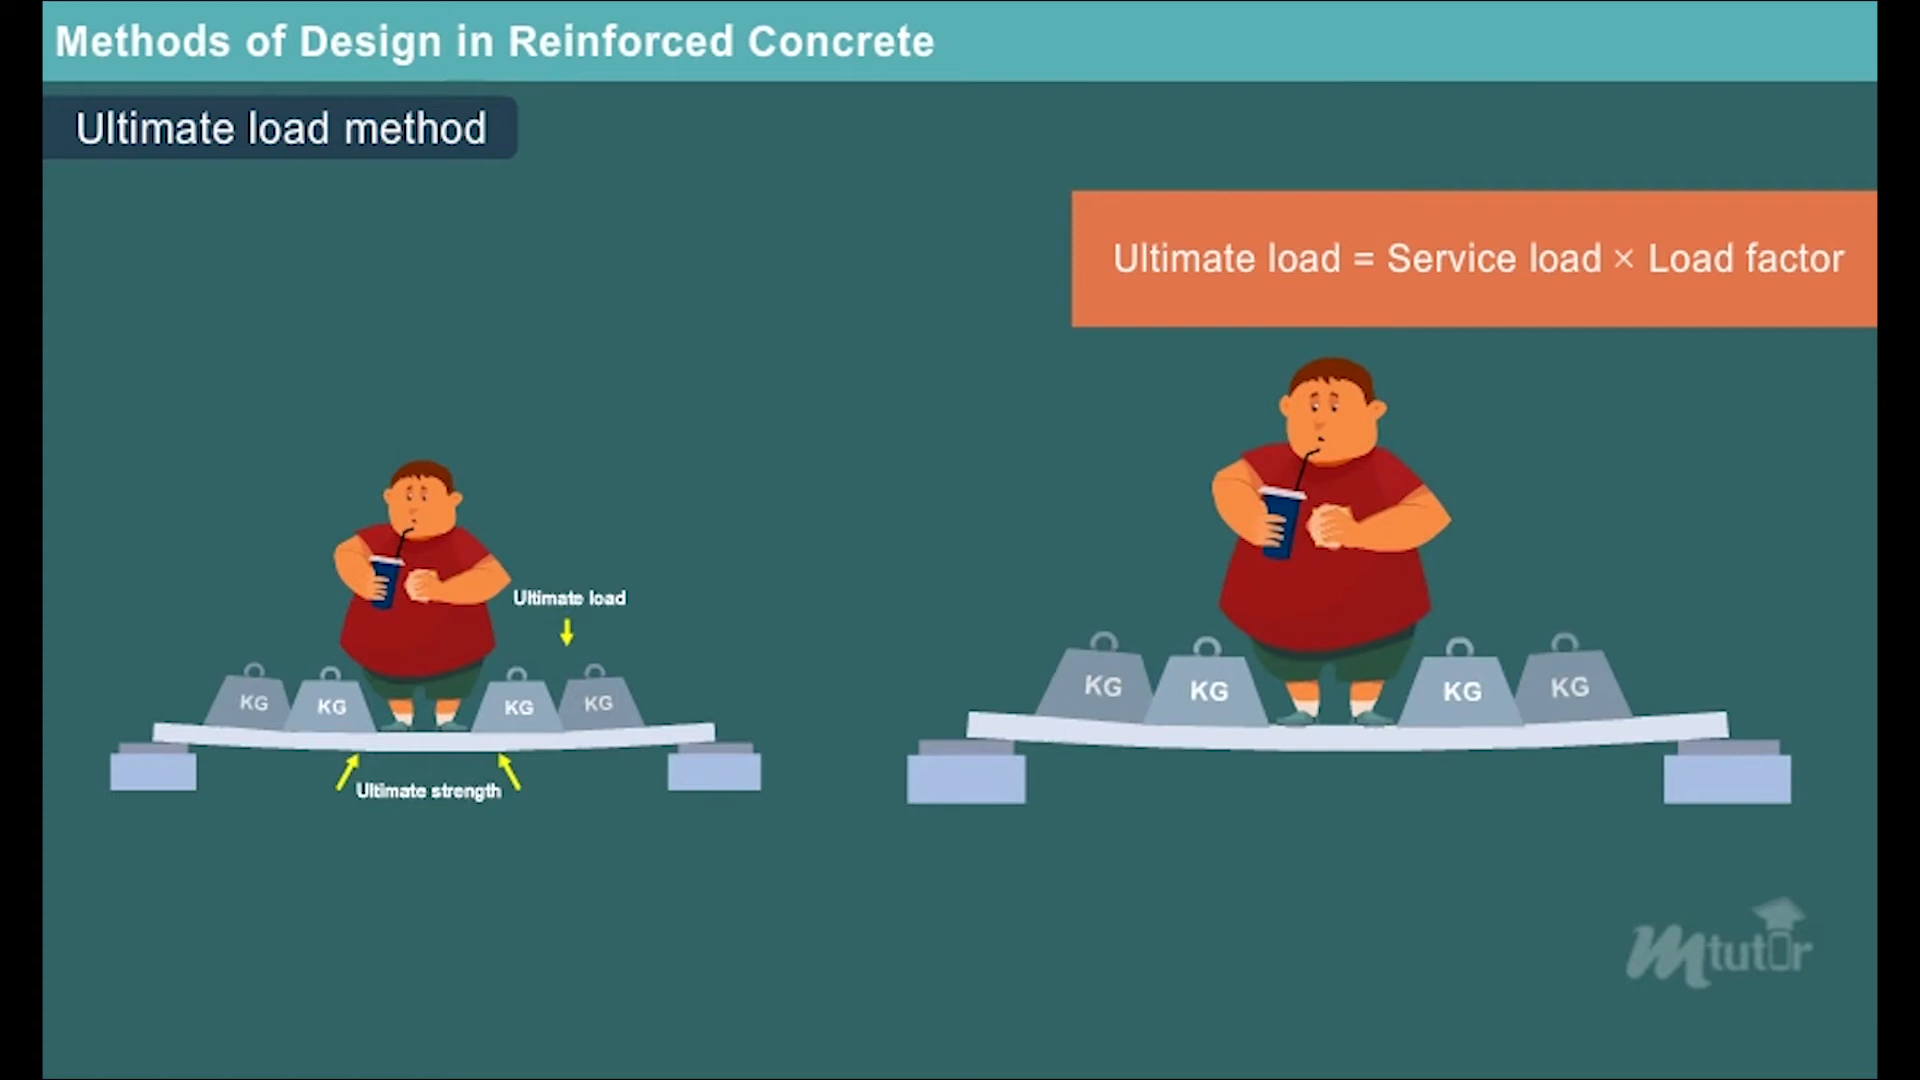 Methods of Design in Reinforced Concrete
Ultimate load method
Ultimate load = Service load × Load factor
Ultimate load
KG
KG
KG
KG
KG
KG
KG
KG
Ultimate strength
mtutor